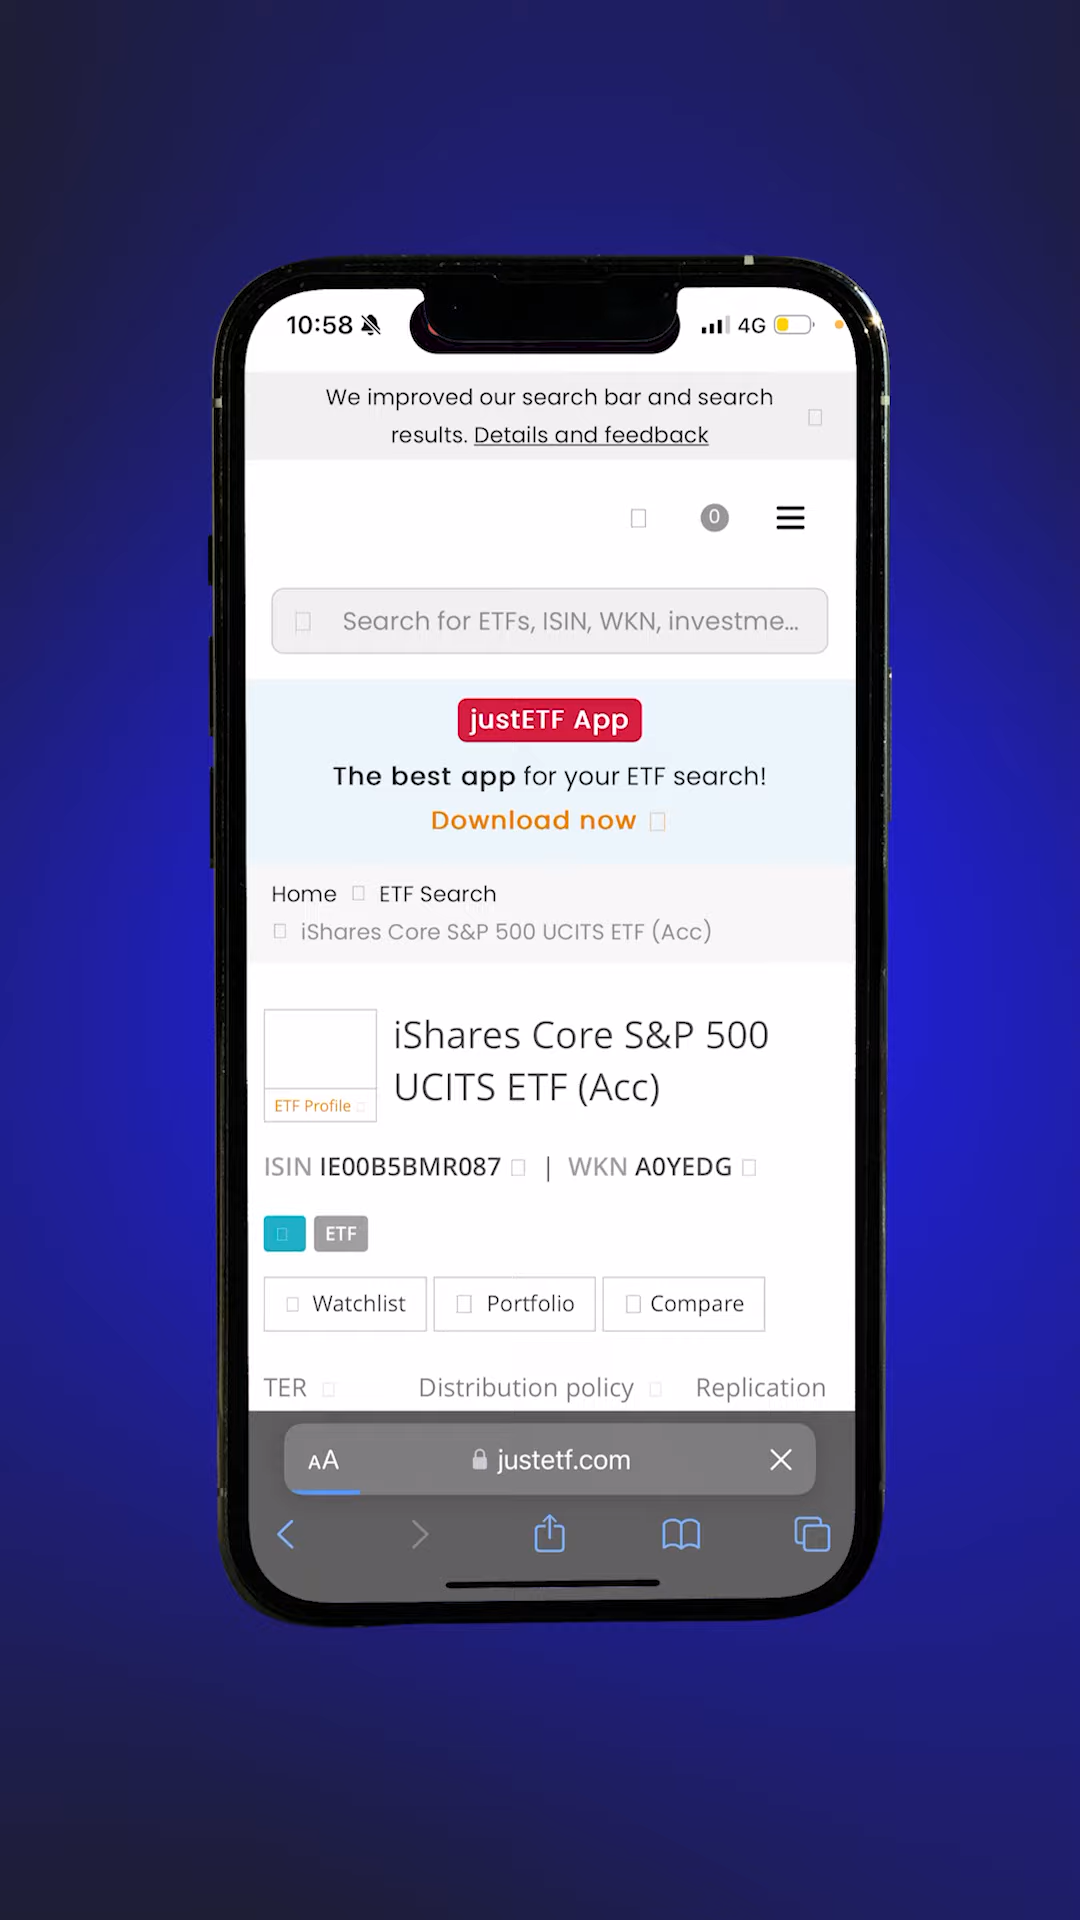 10:58 4G
We improved our search bar and search
results. Details and feedback
0
Search for ETFs, ISIN, WKN, investme...
justETF App
The best app for your ETF search!
Download now
Home ETF Search
iShares Core S&P 500 UCITS ETF (Acc)
iShares Core S&P 500
UCITS ETF (Acc)
ETF Profile
ISIN IE00B5BMR087 | WKN A0YEDG
ETF
Watchlist Portfolio Compare
TER Distribution policy Replication
AA justetf.com